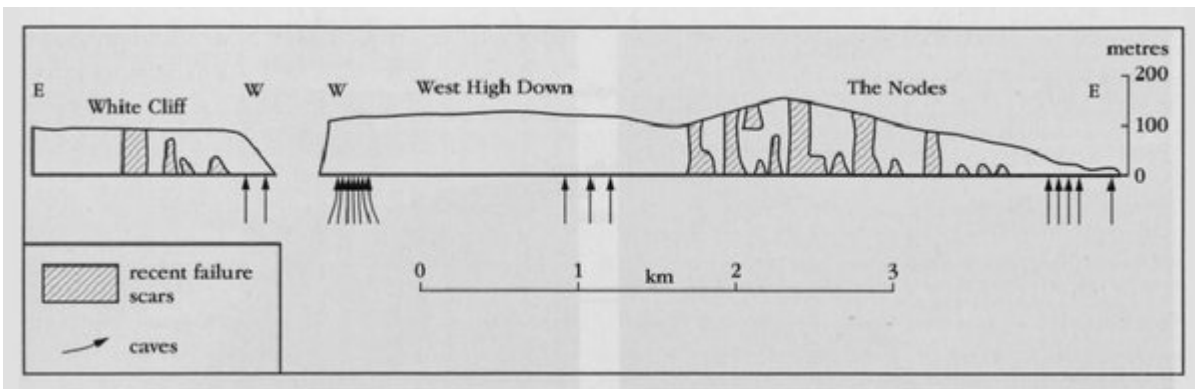 metres
200
E
White Cliff
W
W
West High Down
The Nodes
E
100
0
recent failure
scars
caves
0
1
2
3
km